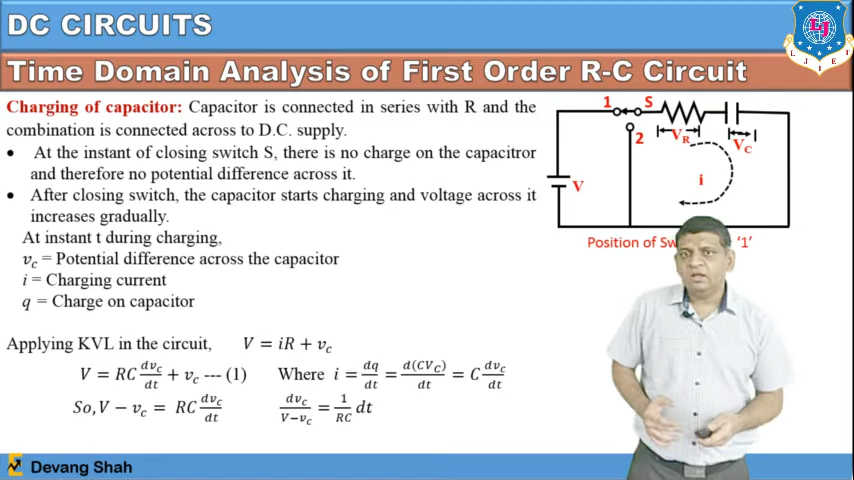 DC CIRCUITS
Time Domain Analysis of First Order R-C Circuit
LJ
L J I E T
Charging of capacitor: Capacitor is connected in series with R and the
combination is connected across to D.C. supply.
• At the instant of closing switch S, there is no charge on the capacitror
and therefore no potential difference across it.
• After closing switch, the capacitor starts charging and voltage across it
increases gradually.
At instant t during charging,
v_c = Potential difference across the capacitor
i = Charging current
q = Charge on capacitor
Applying KVL in the circuit, V = iR + v_c
V = RC dv_c/dt + v_c --- (1) Where i = dq/dt = d(CV_C)/dt = C dv_c/dt
So, V − v_c = RC dv_c/dt dv_c/(V−v_c) = 1/RC dt
1 S
2 V_R V_C
V i
Position of Sw '1'
Devang Shah